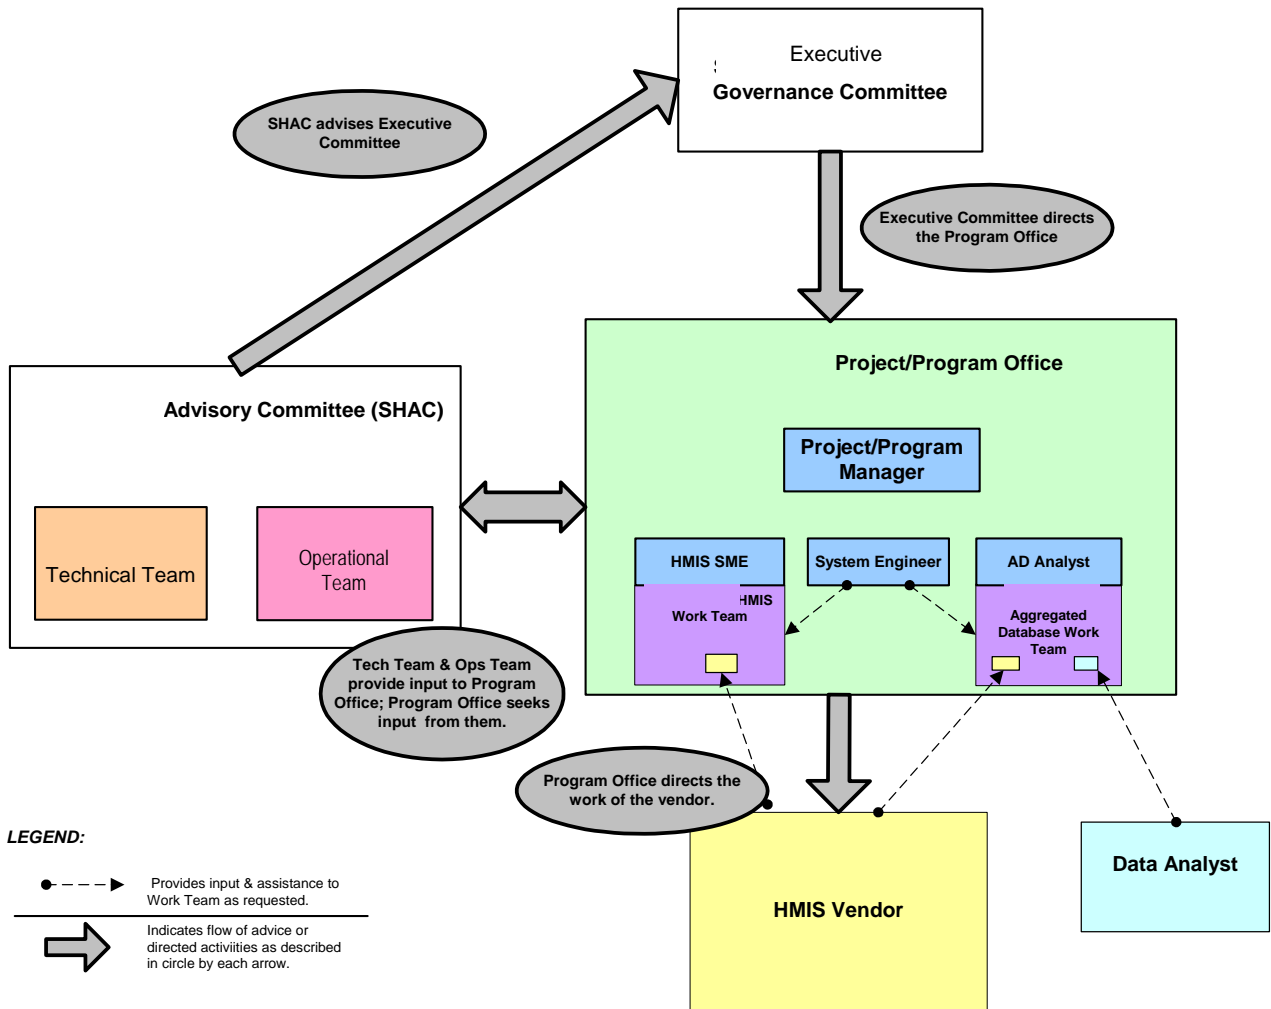 Executive
Governance Committee
SHAC advises Executive
Committee
Executive Committee directs
the Program Office
Project/Program Office
Advisory Committee (SHAC)
Project/Program
Manager
Technical Team
Operational
Team
HMIS SME
System Engineer
AD Analyst
HMIS
Work Team
Aggregated
Database Work
Team
Tech Team & Ops Team
provide input to Program
Office; Program Office seeks
input from them.
Program Office directs the
work of the vendor.
HMIS Vendor
Data Analyst
LEGEND:
Provides input & assistance to
Work Team as requested.
Indicates flow of advice or
directed activiities as described
in circle by each arrow.